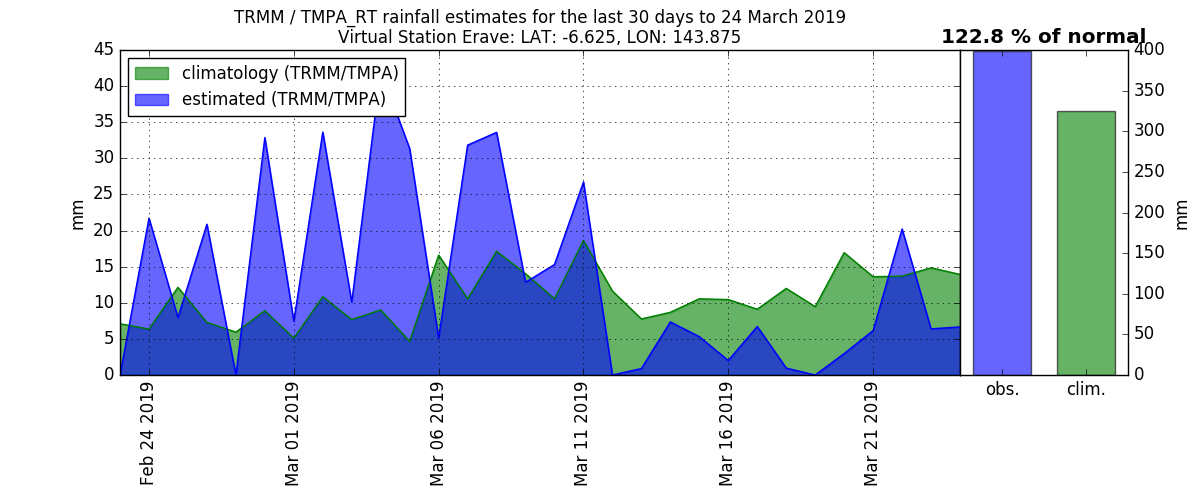 TRMM / TMPA_RT rainfall estimates for the last 30 days to 24 March 2019
Virtual Station Erave: LAT: -6.625, LON: 143.875
122.8 % of normal
climatology (TRMM/TMPA)
estimated (TRMM/TMPA)
mm
45
40
35
30
25
20
15
10
5
0
Feb 24 2019
Mar 01 2019
Mar 06 2019
Mar 11 2019
Mar 16 2019
Mar 21 2019
obs.
clim.
400
350
300
250
200
150
100
50
0
mm